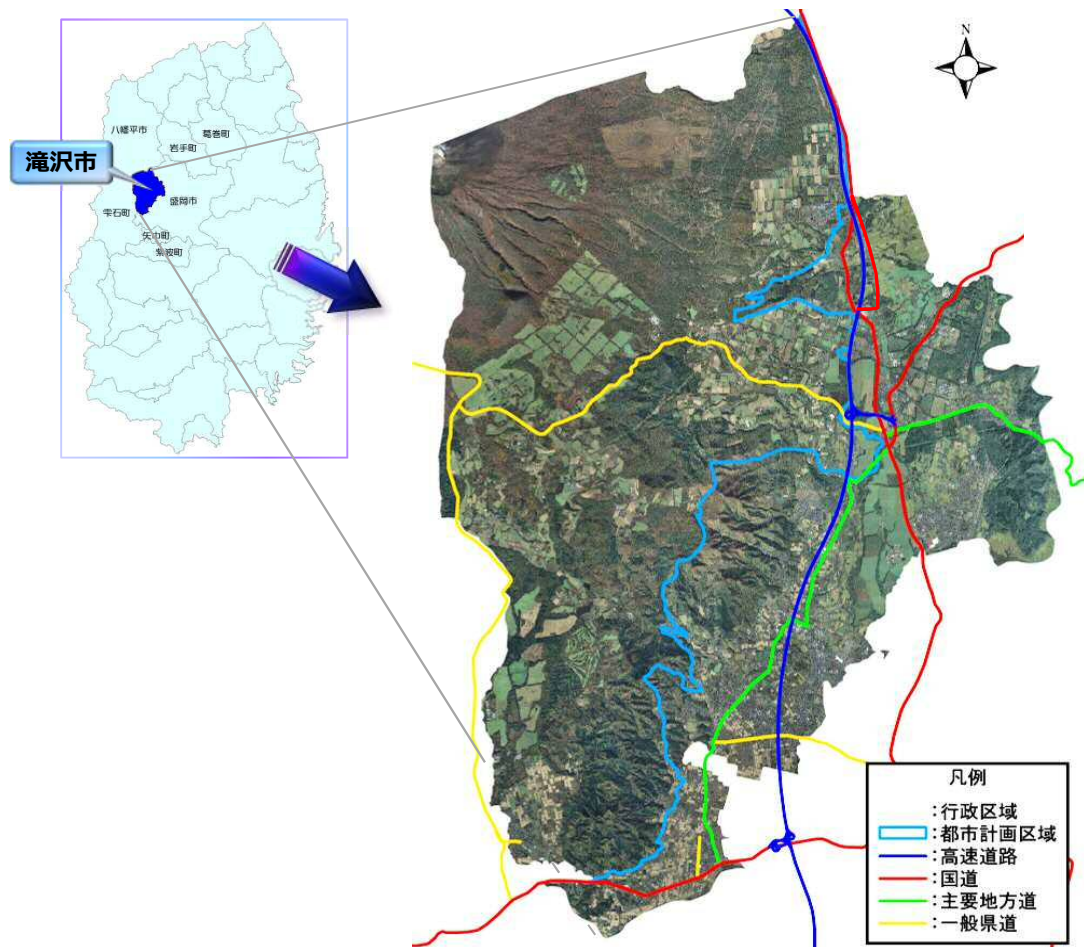 八幡平市
葛巻町
岩手町
滝沢市
盛岡市
雫石町
矢巾町
紫波町
N
凡例
:行政区域
:都市計画区域
:高速道路
:国道
:主要地方道
:一般県道